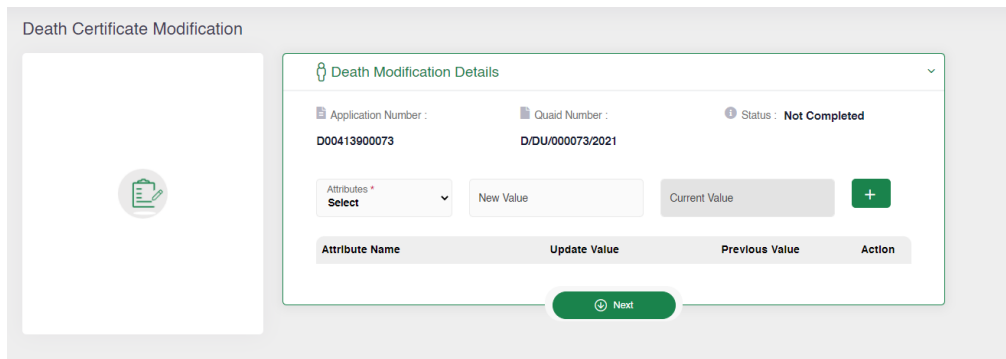 Death Certificate Modification
Death Modification Details
Application Number : Quaid Number : Status : Not Completed
D00413900073 D/DU/000073/2021
Attributes *
Select New Value Current Value +
Attribute Name Update Value Previous Value Action
Next